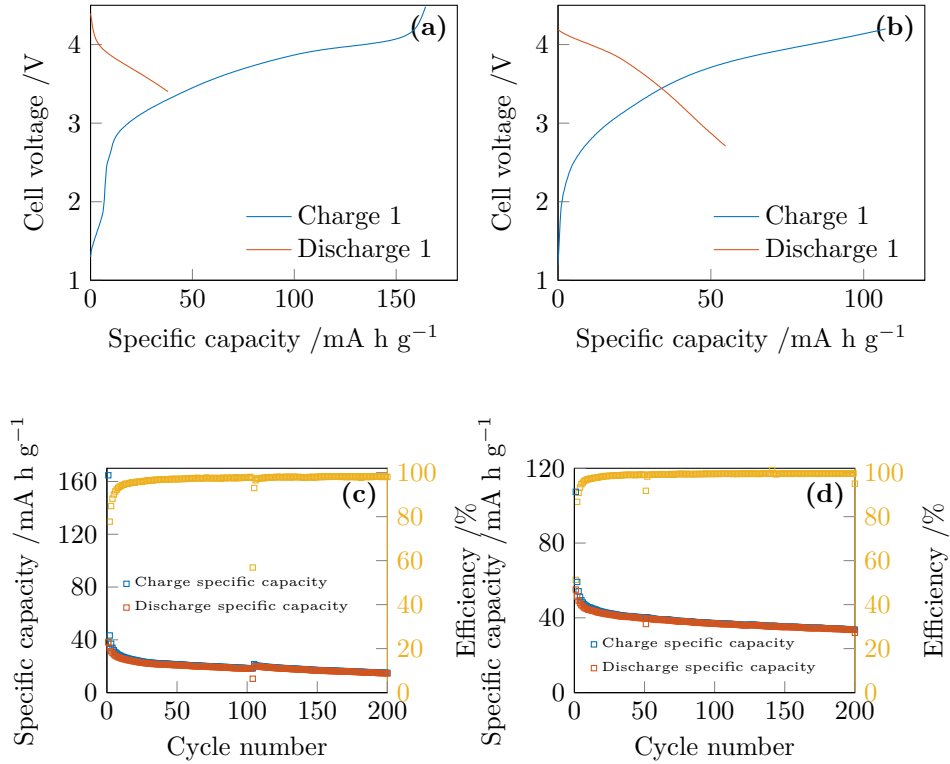 (a)
Cell voltage /V
4
3
2
1
Charge 1
Discharge 1
0
50
100
150
Specific capacity /mA h g⁻¹
(b)
Cell voltage /V
4
3
2
1
Charge 1
Discharge 1
0
50
100
Specific capacity /mA h g⁻¹
(c)
Specific capacity /mA h g⁻¹
160
120
80
40
0
100
80
60
40
20
0
Efficiency /%
Charge specific capacity
Discharge specific capacity
0
50
100
150
200
Cycle number
(d)
Specific capacity /mA h g⁻¹
120
80
40
0
100
80
60
40
20
0
Efficiency /%
Charge specific capacity
Discharge specific capacity
0
50
100
150
200
Cycle number